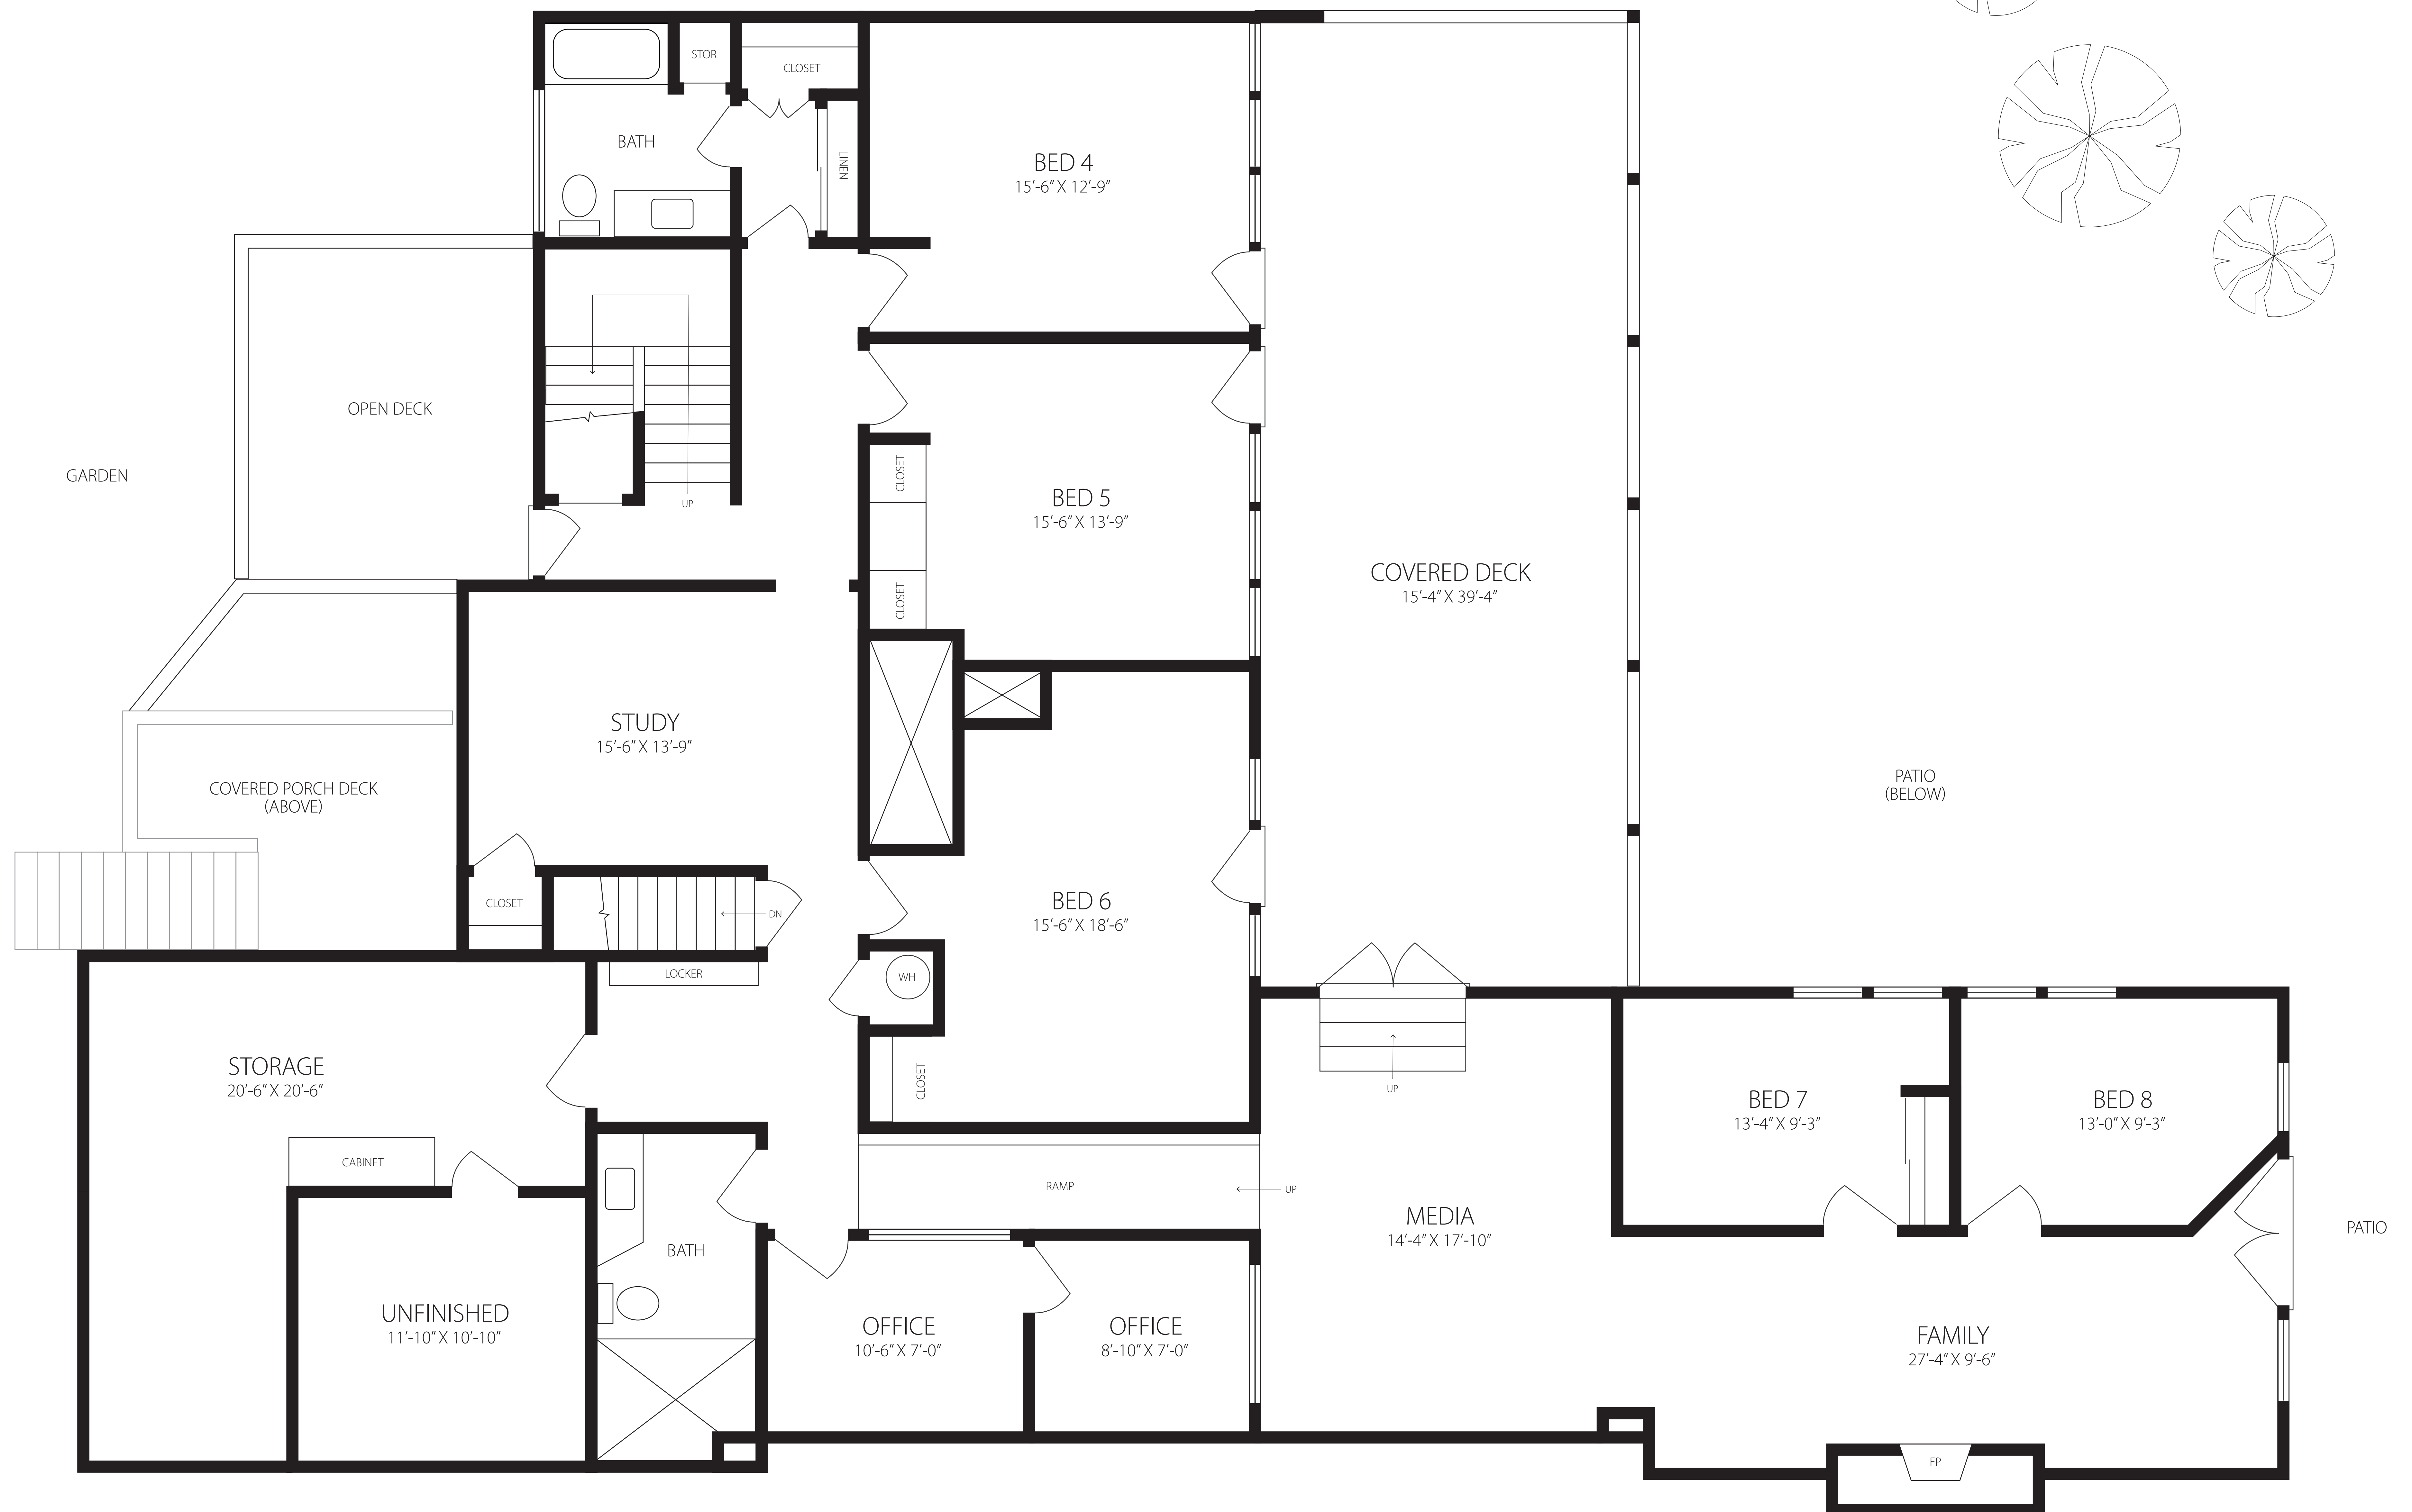 STOR
CLOSET
BATH
LINEN
BED 4
15'-6" X 12'-9"
OPEN DECK
GARDEN
UP
CLOSET
BED 5
15'-6" X 13'-9"
CLOSET
COVERED DECK
15'-4" X 39'-4"
STUDY
15'-6" X 13'-9"
COVERED PORCH DECK
(ABOVE)
PATIO
(BELOW)
CLOSET
DN
BED 6
15'-6" X 18'-6"
LOCKER
WH
STORAGE
20'-6" X 20'-6"
CLOSET
UP
BED 7
13'-4" X 9'-3"
BED 8
13'-0" X 9'-3"
CABINET
RAMP
UP
MEDIA
14'-4" X 17'-10"
PATIO
BATH
UNFINISHED
11'-10" X 10'-10"
OFFICE
10'-6" X 7'-0"
OFFICE
8'-10" X 7'-0"
FAMILY
27'-4" X 9'-6"
FP